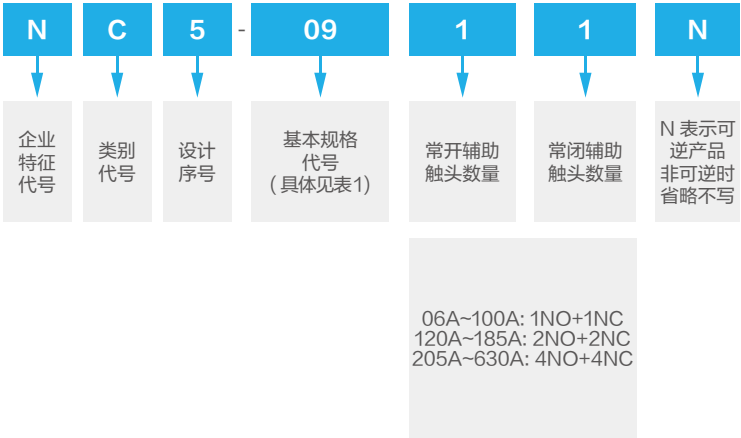 N C 5 - 09 1 1 N
企业
特征
代号
类别
代号
设计
序号
基本规格
代号
(具体见表1)
常开辅助
触头数量
常闭辅助
触头数量
N 表示可
逆产品
非可逆时
省略不写
06A~100A: 1NO+1NC
120A~185A: 2NO+2NC
205A~630A: 4NO+4NC